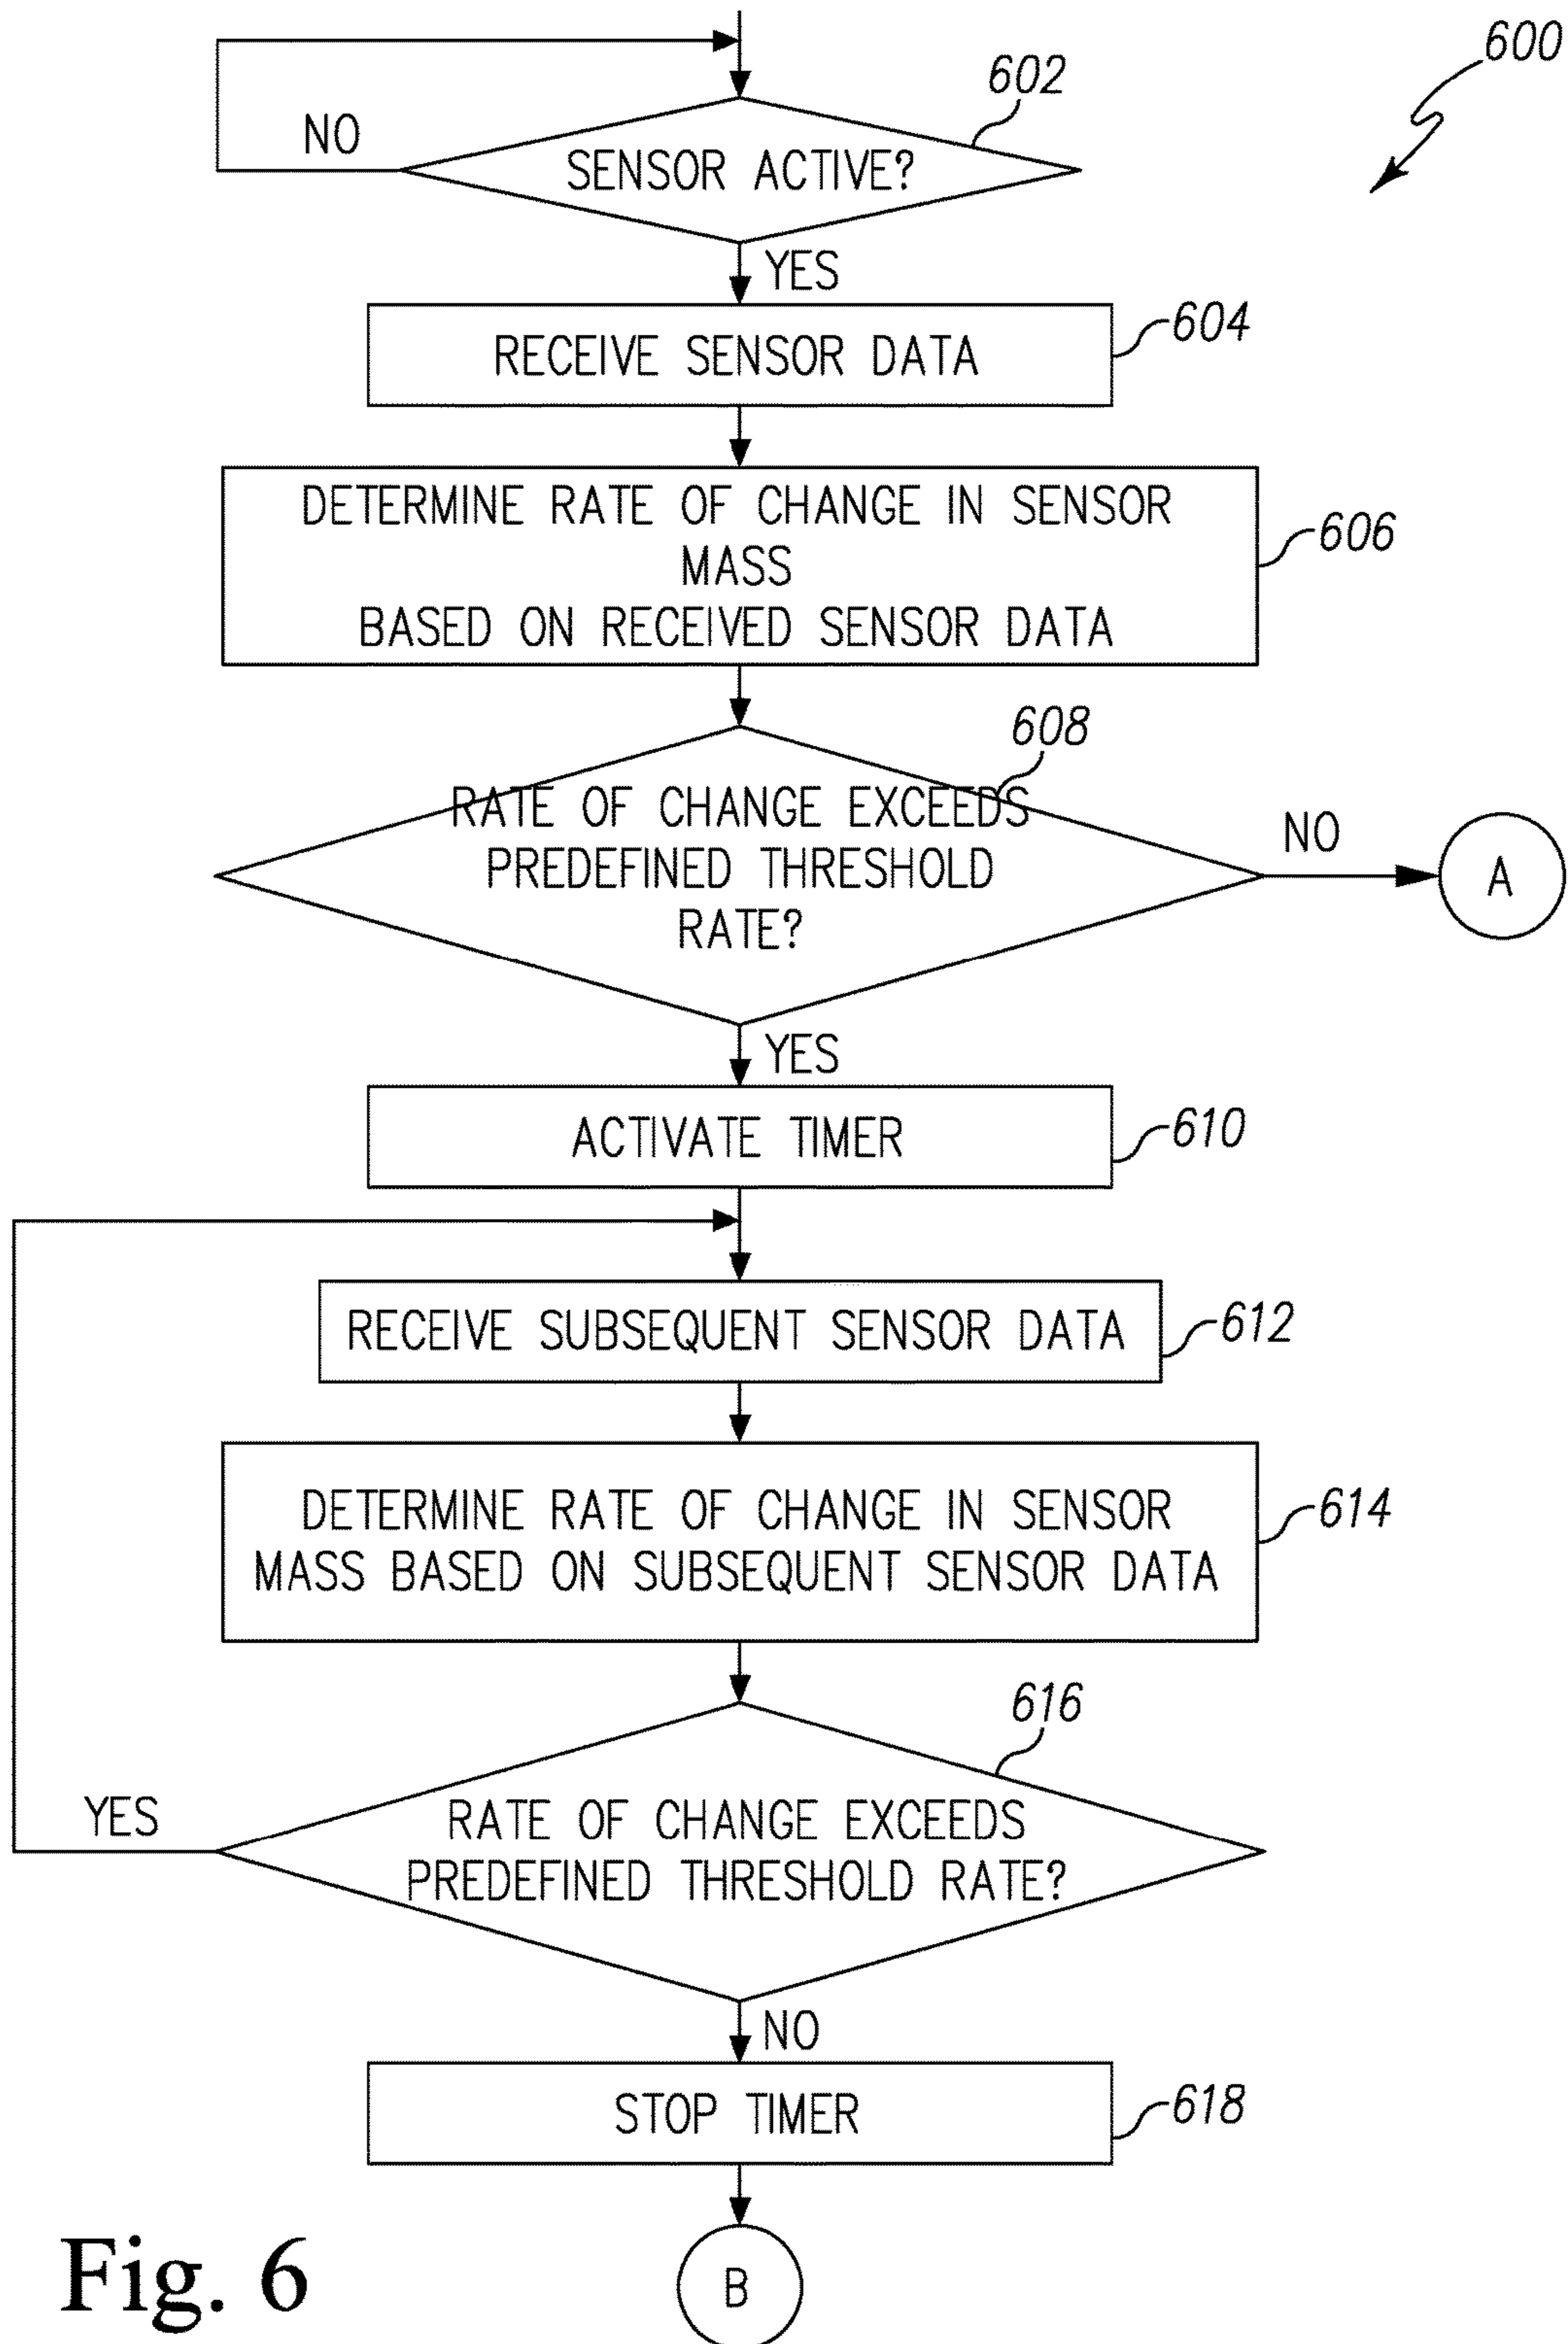 600
602
NO
SENSOR ACTIVE?
YES
604
RECEIVE SENSOR DATA
DETERMINE RATE OF CHANGE IN SENSOR
MASS
BASED ON RECEIVED SENSOR DATA
606
608
RATE OF CHANGE EXCEEDS
PREDEFINED THRESHOLD
RATE?
NO
A
YES
ACTIVATE TIMER
610
RECEIVE SUBSEQUENT SENSOR DATA
612
DETERMINE RATE OF CHANGE IN SENSOR
MASS BASED ON SUBSEQUENT SENSOR DATA
614
616
YES
RATE OF CHANGE EXCEEDS
PREDEFINED THRESHOLD RATE?
NO
STOP TIMER
618
B
Fig. 6